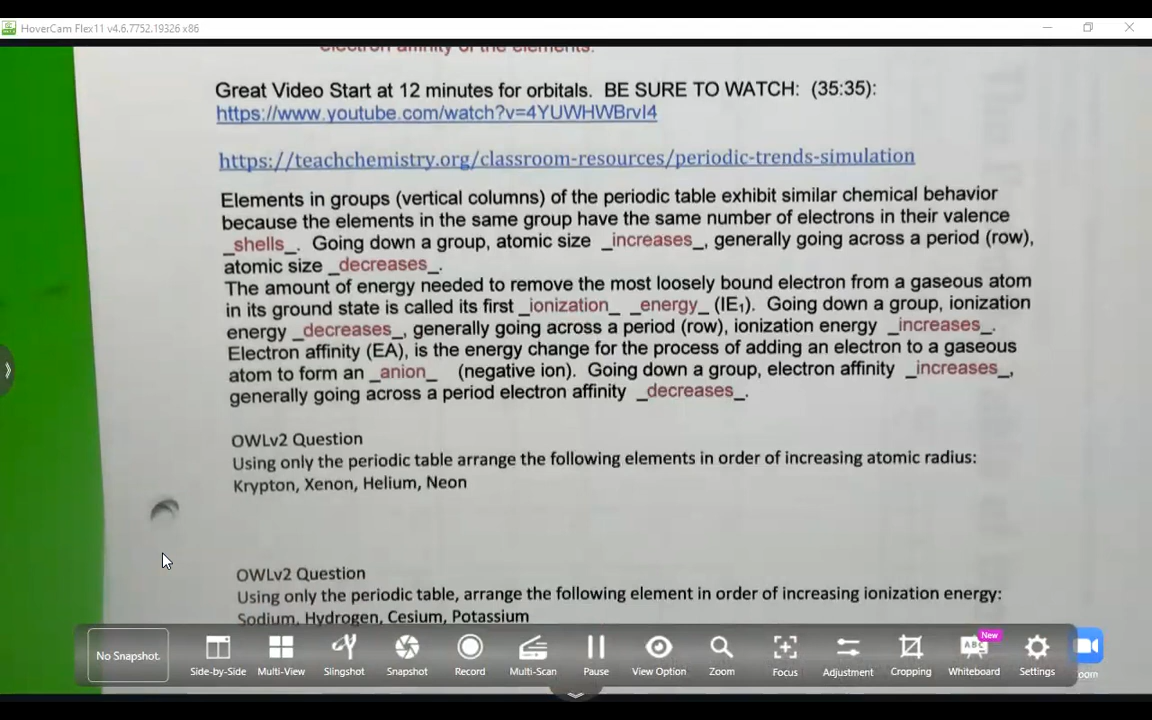 HoverCam Flex11 v4.6.7752.19326 x86
electron affinity of the elements.
Great Video Start at 12 minutes for orbitals. BE SURE TO WATCH: (35:35):
https://www.youtube.com/watch?v=4YUWHWBrvI4
https://teachchemistry.org/classroom-resources/periodic-trends-simulation
Elements in groups (vertical columns) of the periodic table exhibit similar chemical behavior
because the elements in the same group have the same number of electrons in their valence
_shells_. Going down a group, atomic size _increases_, generally going across a period (row),
atomic size _decreases_.
The amount of energy needed to remove the most loosely bound electron from a gaseous atom
in its ground state is called its first _ionization_ _energy_ (IE₁). Going down a group, ionization
energy _decreases_, generally going across a period (row), ionization energy _increases_.
Electron affinity (EA), is the energy change for the process of adding an electron to a gaseous
atom to form an _anion_ (negative ion). Going down a group, electron affinity _increases_,
generally going across a period electron affinity _decreases_.
OWLv2 Question
Using only the periodic table arrange the following elements in order of increasing atomic radius:
Krypton, Xenon, Helium, Neon
OWLv2 Question
Using only the periodic table, arrange the following element in order of increasing ionization energy:
Sodium, Hydrogen, Cesium, Potassium
New
ABC
No Snapshot.
Side-by-Side Multi-View Slingshot Snapshot Record Multi-Scan Pause View Option Zoom Focus Adjustment Cropping Whiteboard Settings oom